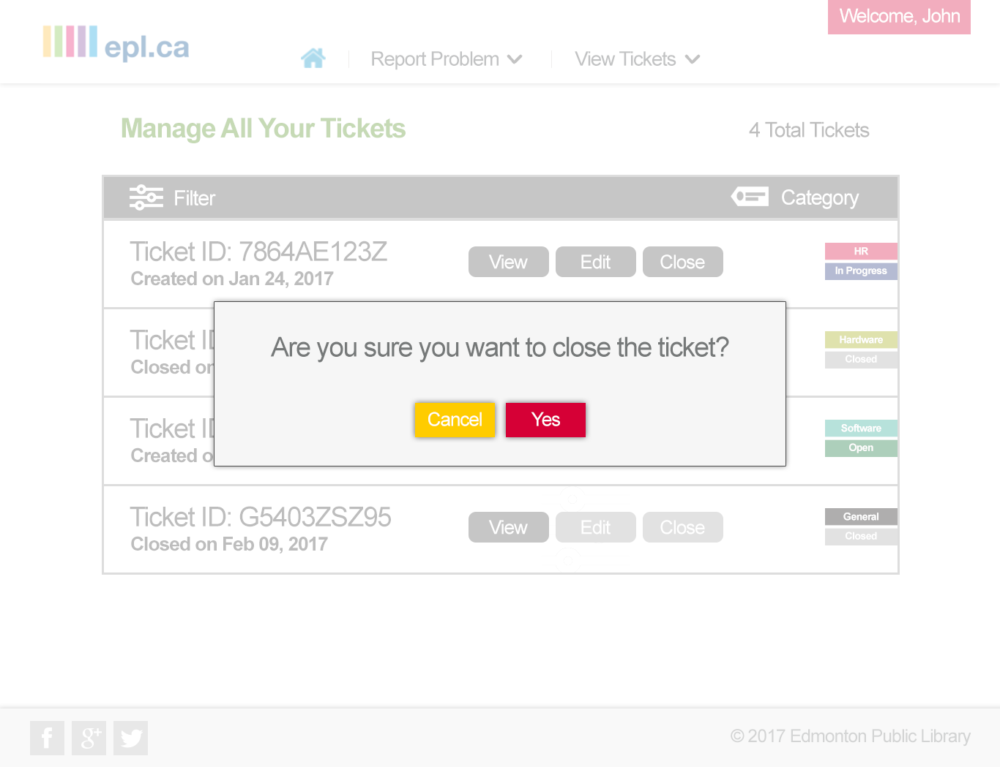 Welcome, John
epl.ca
Report Problem
View Tickets
Manage All Your Tickets
4 Total Tickets
Filter
Category
Ticket ID: 7864AE123Z
Created on Jan 24, 2017
View
Edit
Close
HR
In Progress
Ticket ID
Closed on
Hardware
Closed
Are you sure you want to close the ticket?
Cancel
Yes
Ticket ID
Created o
Software
Open
Ticket ID: G5403ZSZ95
Closed on Feb 09, 2017
View
Edit
Close
General
Closed
f
g+
© 2017 Edmonton Public Library